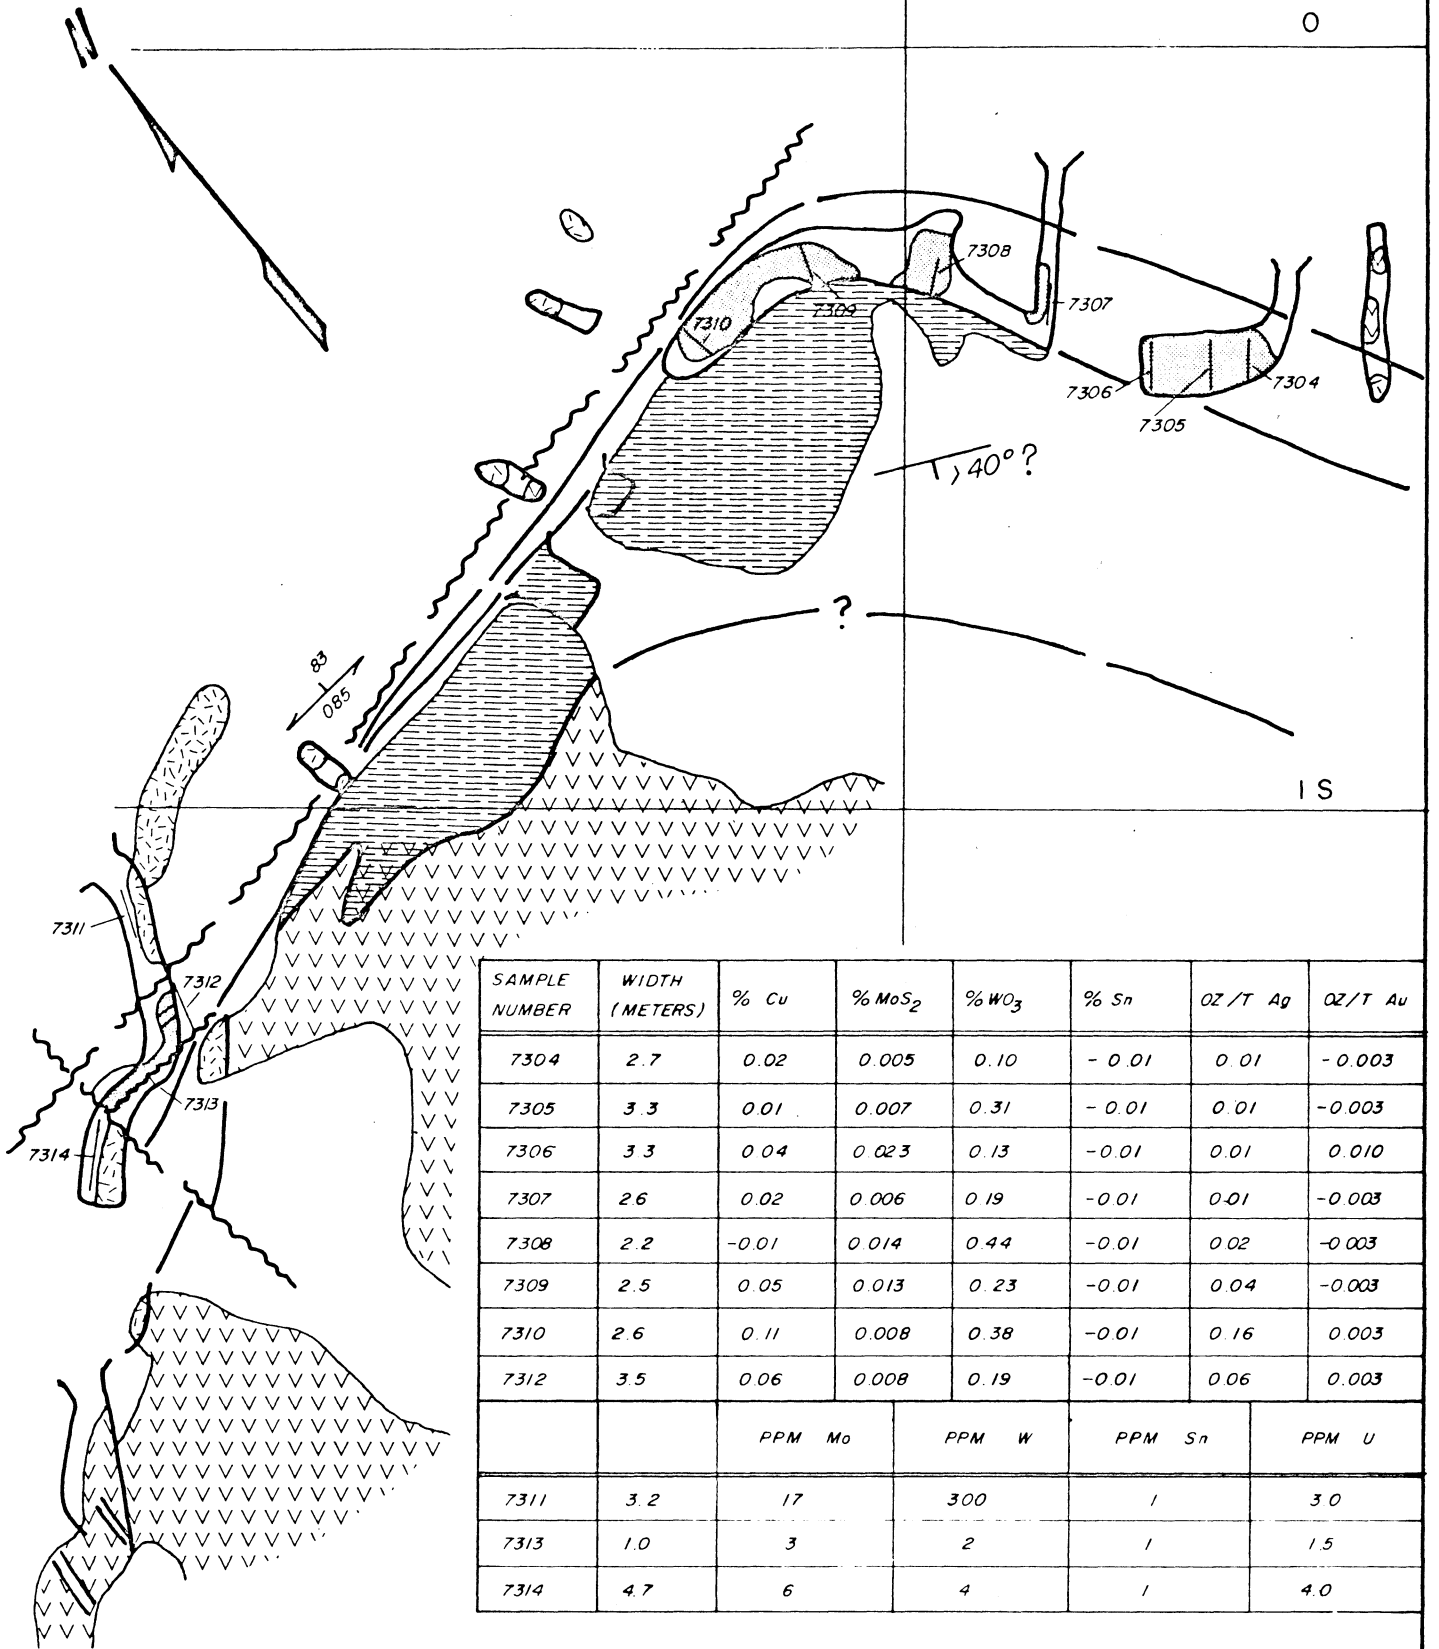 N
O
7308
7309
7310
7307
7306
7304
7305
40°?
?
83
085
1 S
7311
7312
7313
7314
SAMPLE NUMBER WIDTH (METERS) % Cu % MoS2 % WO3 % Sn OZ/T Ag OZ/T Au
7304 2.7 0.02 0.005 0.10 -0.01 0.01 -0.003
7305 3.3 0.01 0.007 0.31 -0.01 0.01 -0.003
7306 3.3 0.04 0.023 0.13 -0.01 0.01 0.010
7307 2.6 0.02 0.006 0.19 -0.01 0.01 -0.003
7308 2.2 -0.01 0.014 0.44 -0.01 0.02 -0.003
7309 2.5 0.05 0.013 0.23 -0.01 0.04 -0.003
7310 2.6 0.11 0.008 0.38 -0.01 0.16 0.003
7312 3.5 0.06 0.008 0.19 -0.01 0.06 0.003
PPM Mo PPM W PPM Sn PPM U
7311 3.2 17 300 1 3.0
7313 1.0 3 2 1 1.5
7314 4.7 6 4 1 4.0